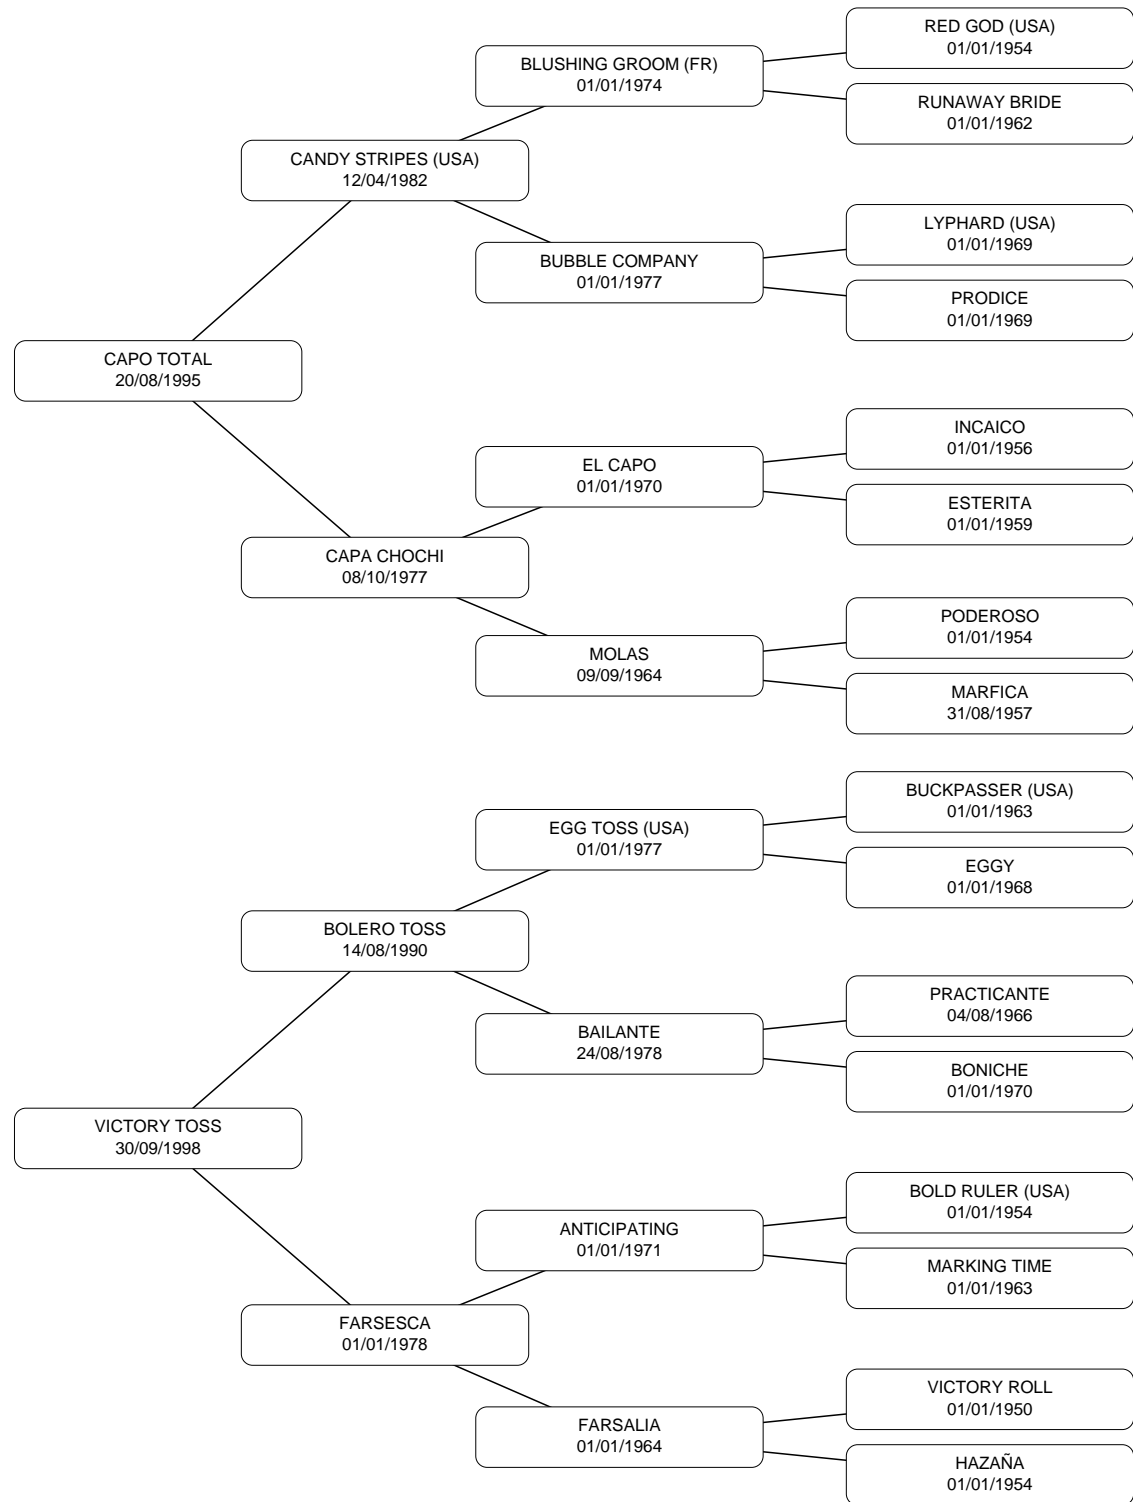 RED GOD (USA)
01/01/1954
BLUSHING GROOM (FR)
01/01/1974
RUNAWAY BRIDE
01/01/1962
CANDY STRIPES (USA)
12/04/1982
LYPHARD (USA)
01/01/1969
BUBBLE COMPANY
01/01/1977
PRODICE
01/01/1969
CAPO TOTAL
20/08/1995
INCAICO
01/01/1956
EL CAPO
01/01/1970
ESTERITA
01/01/1959
CAPA CHOCHI
08/10/1977
PODEROSO
01/01/1954
MOLAS
09/09/1964
MARFICA
31/08/1957
BUCKPASSER (USA)
01/01/1963
EGG TOSS (USA)
01/01/1977
EGGY
01/01/1968
BOLERO TOSS
14/08/1990
PRACTICANTE
04/08/1966
BAILANTE
24/08/1978
BONICHE
01/01/1970
VICTORY TOSS
30/09/1998
BOLD RULER (USA)
01/01/1954
ANTICIPATING
01/01/1971
MARKING TIME
01/01/1963
FARSESCA
01/01/1978
VICTORY ROLL
01/01/1950
FARSALIA
01/01/1964
HAZAÑA
01/01/1954